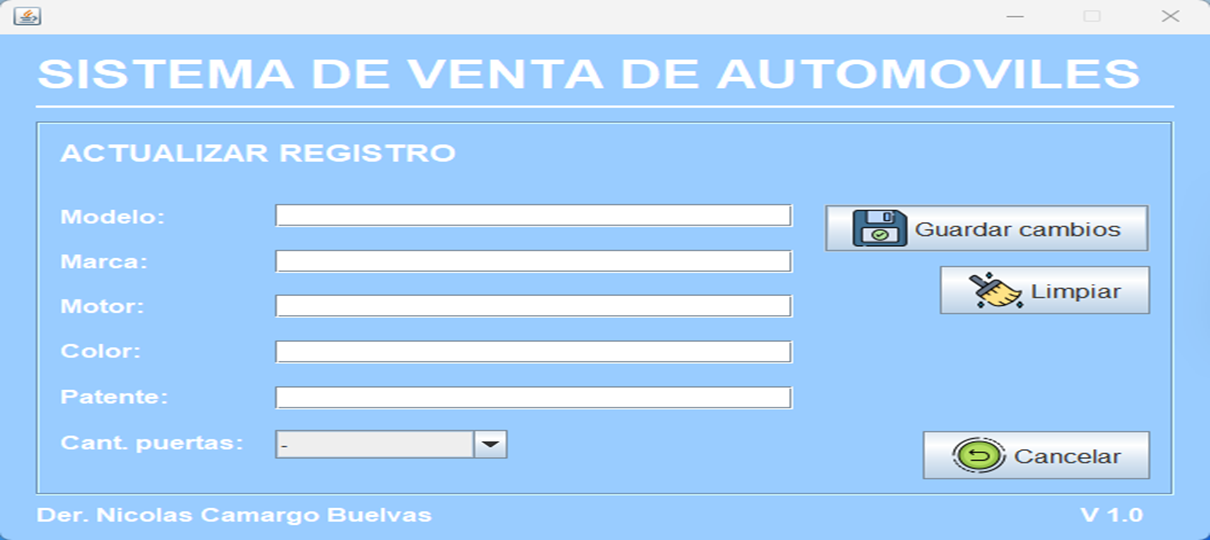 SISTEMA DE VENTA DE AUTOMOVILES
ACTUALIZAR REGISTRO
Modelo:
Guardar cambios
Marca:
Limpiar
Motor:
Color:
Patente:
Cant. puertas: -
Cancelar
Der. Nicolas Camargo Buelvas
V 1.0